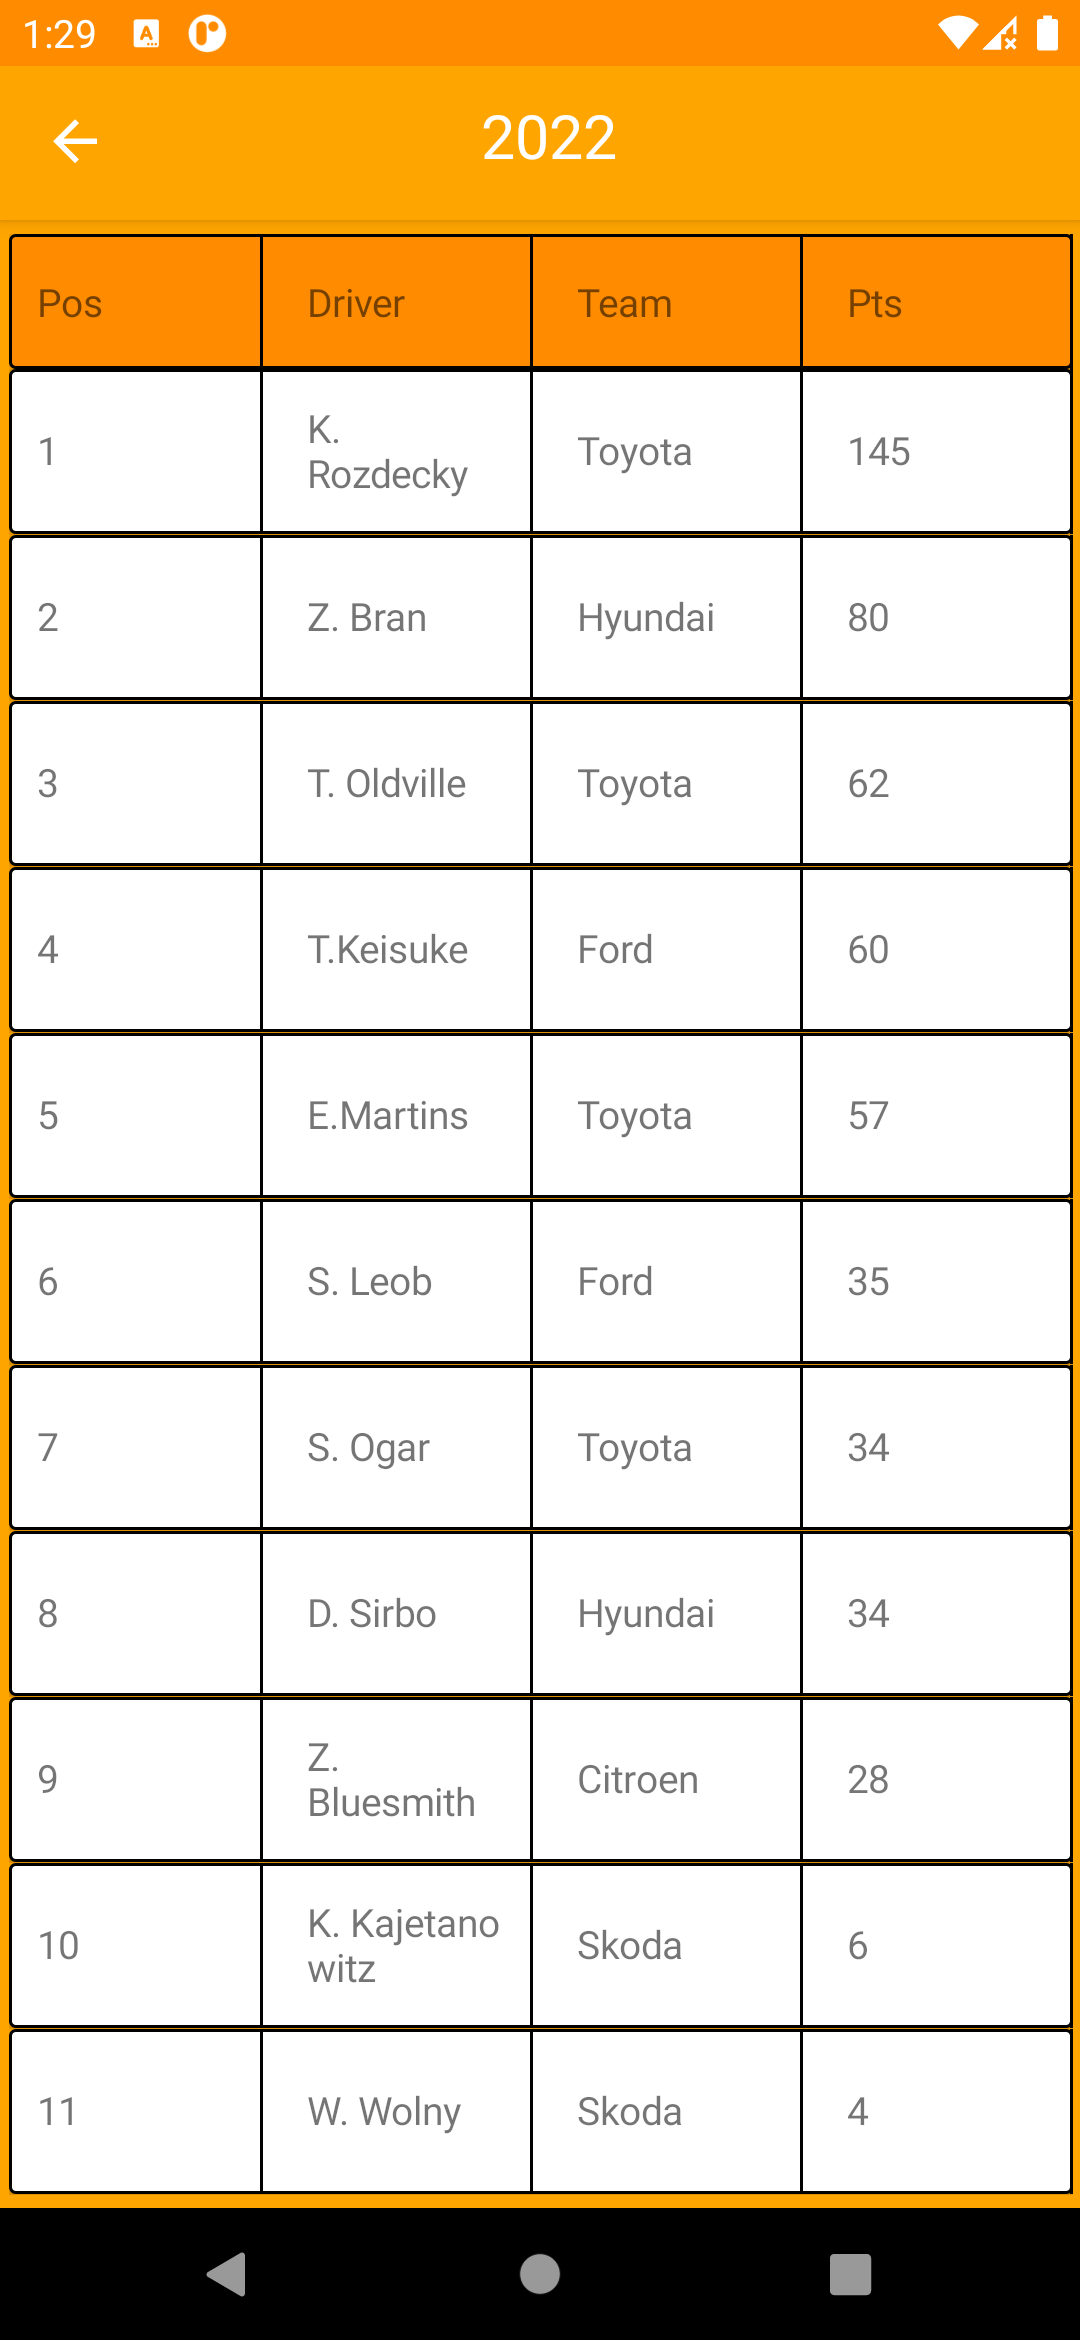 1:29
2022
Pos Driver Team Pts
1 K. Toyota 145
Rozdecky
2 Z. Bran Hyundai 80
3 T. Oldville Toyota 62
4 T.Keisuke Ford 60
5 E.Martins Toyota 57
6 S. Leob Ford 35
7 S. Ogar Toyota 34
8 D. Sirbo Hyundai 34
9 Z. Citroen 28
Bluesmith
10 K. Kajetano Skoda 6
witz
11 W. Wolny Skoda 4